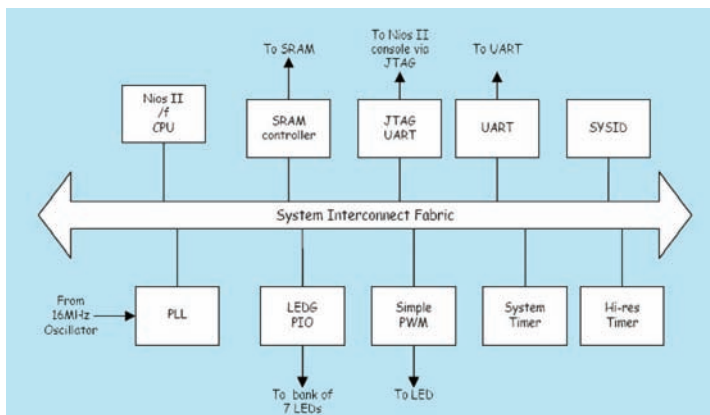 To SRAM
To Nios II
console via
JTAG
To UART
Nios II
/f
CPU
SRAM
controller
JTAG
UART
UART
SYSID
System Interconnect Fabric
From
16MHz
Oscillator
PLL
LEDG
PIO
Simple
PWM
System
Timer
Hi-res
Timer
To bank of
7 LEDs
To LED